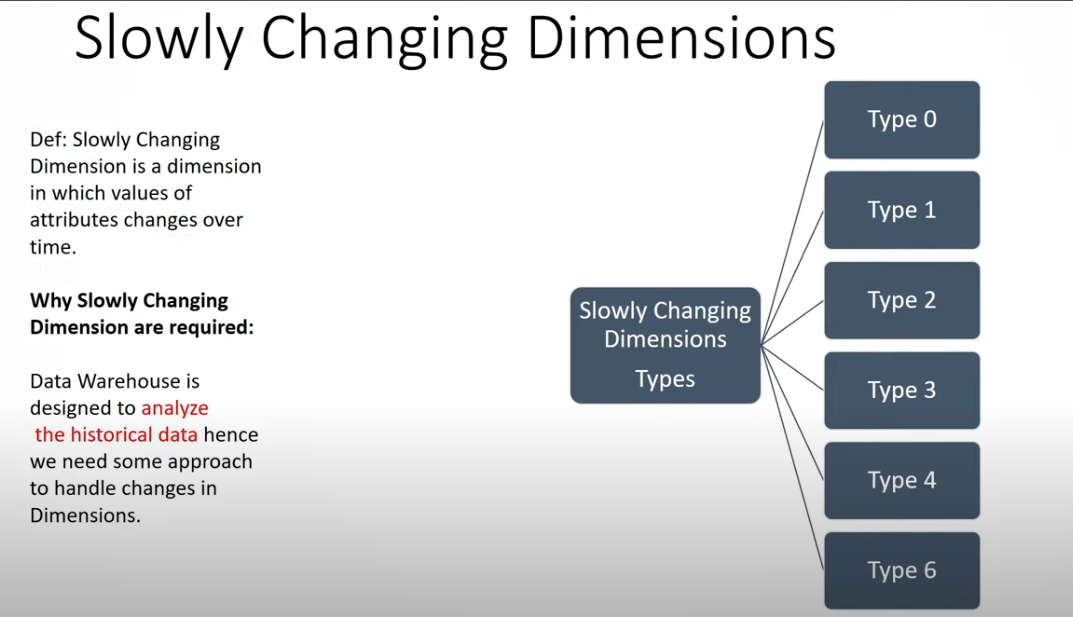 Slowly Changing Dimensions
Def: Slowly Changing
Dimension is a dimension
in which values of
attributes changes over
time.
Why Slowly Changing
Dimension are required:
Data Warehouse is
designed to analyze
the historical data hence
we need some approach
to handle changes in
Dimensions.
Slowly Changing
Dimensions
Types
Type 0
Type 1
Type 2
Type 3
Type 4
Type 6